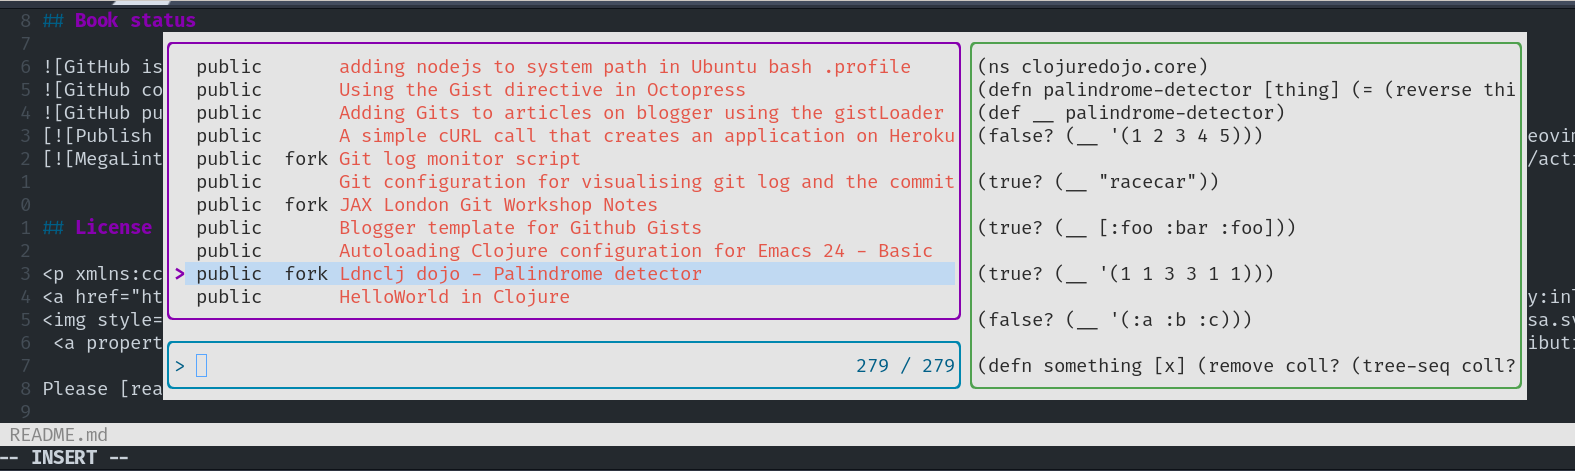 8 ## Book status
7
6 ![GitHub is
5 ![GitHub co
4 ![GitHub pu
3 [![Publish
2 [![MegaLint
1
0
1 ## License
2
3 <p xmlns:cc
4 <a href="ht
5 <img style=
6 <a propert
7
8 Please [rea
9
public adding nodejs to system path in Ubuntu bash .profile
public Using the Gist directive in Octopress
public Adding Gits to articles on blogger using the gistLoader
public A simple cURL call that creates an application on Heroku
public fork Git log monitor script
public Git configuration for visualising git log and the commit
public fork JAX London Git Workshop Notes
public Blogger template for Github Gists
public Autoloading Clojure configuration for Emacs 24 - Basic
> public fork Ldnclj dojo - Palindrome detector
public HelloWorld in Clojure
> 279 / 279
(ns clojuredojo.core)
(defn palindrome-detector [thing] (= (reverse thi
(def __ palindrome-detector)
(false? (__ '(1 2 3 4 5)))
(true? (__ "racecar"))
(true? (__ [:foo :bar :foo]))
(true? (__ '(1 1 3 3 1 1)))
(false? (__ '(:a :b :c)))
(defn something [x] (remove coll? (tree-seq coll?
eovim
/acti
y:inl
sa.sv
ibuti
README.md
-- INSERT --